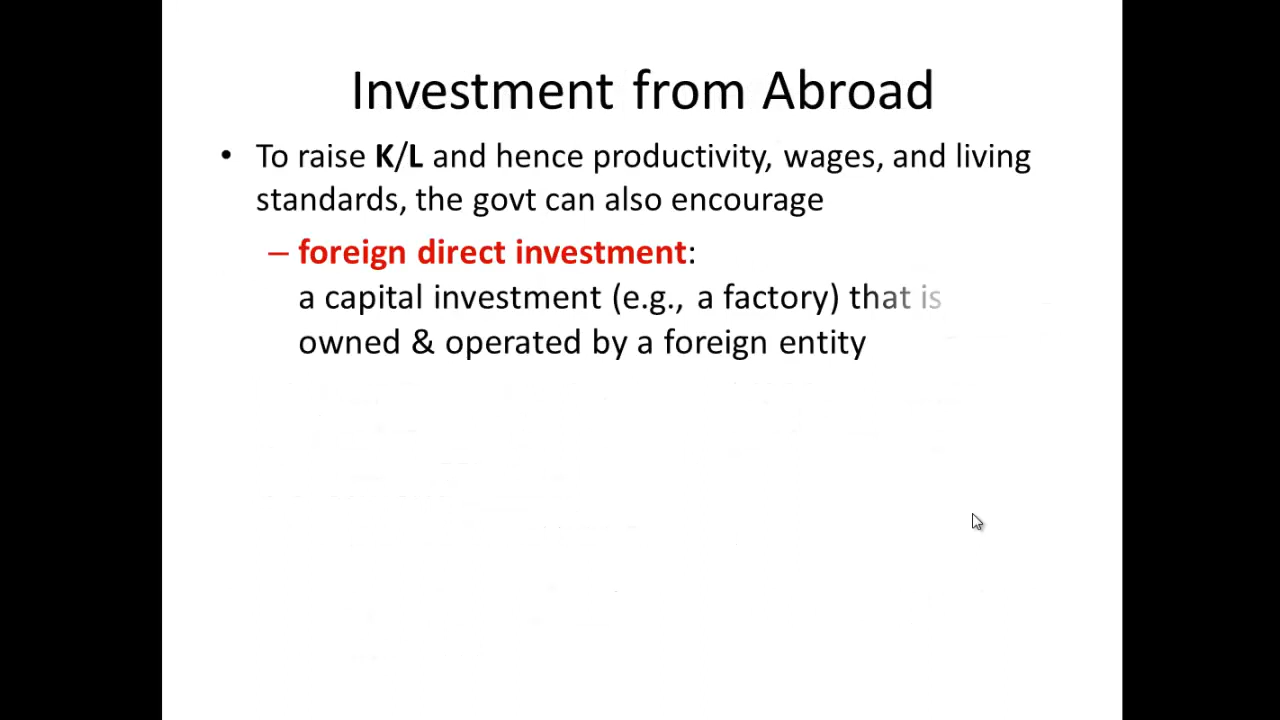 Investment from Abroad
• To raise K/L and hence productivity, wages, and living
standards, the govt can also encourage
– foreign direct investment:
a capital investment (e.g., a factory) that is
owned & operated by a foreign entity